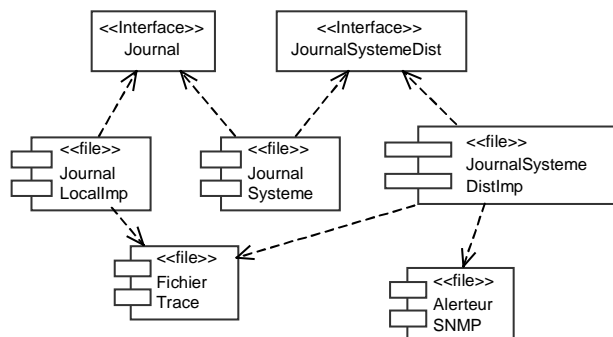 <<Interface>>
Journal
<<Interface>>
JournalSystemeDist
<<file>>
Journal
LocalImp
<<file>>
Journal
Systeme
<<file>>
JournalSysteme
DistImp
<<file>>
Fichier
Trace
<<file>>
Alerteur
SNMP